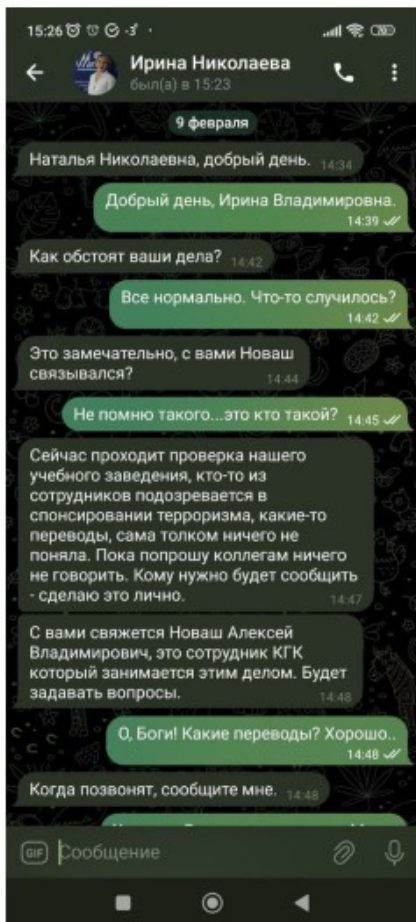 15:26
Ирина Николаева
был(а) в 15:23
9 февраля
Наталья Николаевна, добрый день. 14:34
Добрый день, Ирина Владимировна.
14:39
Как обстоят ваши дела? 14:42
Все нормально. Что-то случилось?
14:42
Это замечательно, с вами Новаш
связывался?
14:44
Не помню такого...это кто такой? 14:45
Сейчас проходит проверка нашего
учебного заведения, кто-то из
сотрудников подозревается в
спонсировании терроризма, какие-то
переводы, сама толком ничего не
поняла. Пока попрошу коллегам ничего
не говорить. Кому нужно будет сообщить
- сделаю это лично.
14:47
С вами свяжется Новаш Алексей
Владимирович, это сотрудник КГК
который занимается этим делом. Будет
задавать вопросы.
14:48
О, Боги! Какие переводы? Хорошо..
14:48
Когда позвонят, сообщите мне. 14:48
GIF Сообщение